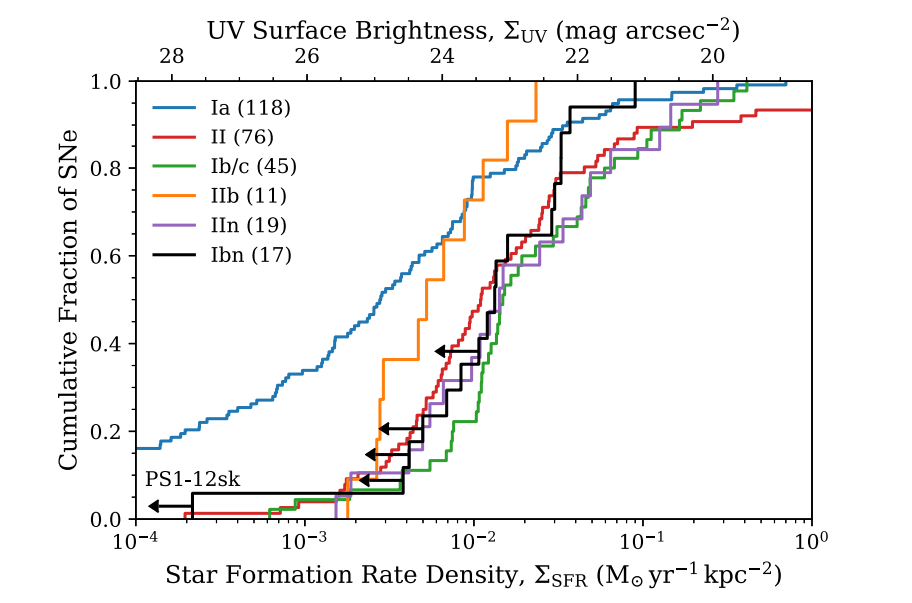 UV Surface Brightness, Σ_UV (mag arcsec⁻²)
28 26 24 22 20
1.0
0.8
0.6
0.4
0.2
0.0
Cumulative Fraction of SNe
Ia (118)
II (76)
Ib/c (45)
IIb (11)
IIn (19)
Ibn (17)
PS1-12sk
10⁻⁴ 10⁻³ 10⁻² 10⁻¹ 10⁰
Star Formation Rate Density, Σ_SFR (M_⊙ yr⁻¹ kpc⁻²)